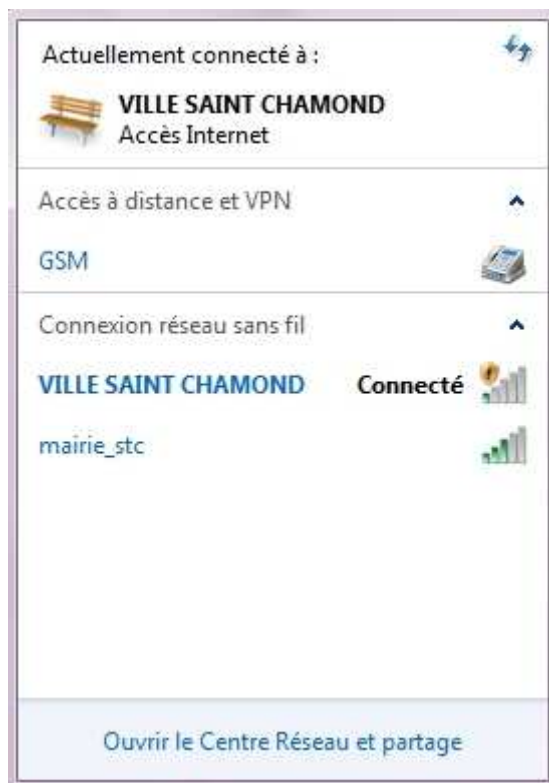 Actuellement connecté à :
VILLE SAINT CHAMOND
Accès Internet
Accès à distance et VPN
GSM
Connexion réseau sans fil
VILLE SAINT CHAMOND Connecté
mairie_stc
Ouvrir le Centre Réseau et partage